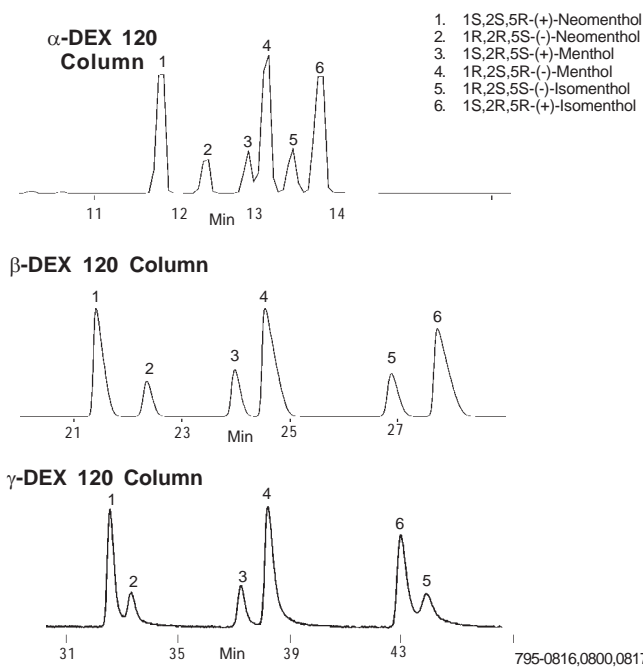 α-DEX 120
Column
1. 1S,2S,5R-(+)-Neomenthol
2. 1R,2R,5S-(-)-Neomenthol
3. 1S,2R,5S-(+)-Menthol
4. 1R,2S,5R-(-)-Menthol
5. 1R,2S,5S-(-)-Isomenthol
6. 1S,2R,5R-(+)-Isomenthol
1 2 3 4 5 6
11 12 13 14
Min
β-DEX 120 Column
1 2 3 4 5 6
21 23 25 27
Min
γ-DEX 120 Column
1 2 3 4 6 5
31 35 Min 39 43
795-0816,0800,0817